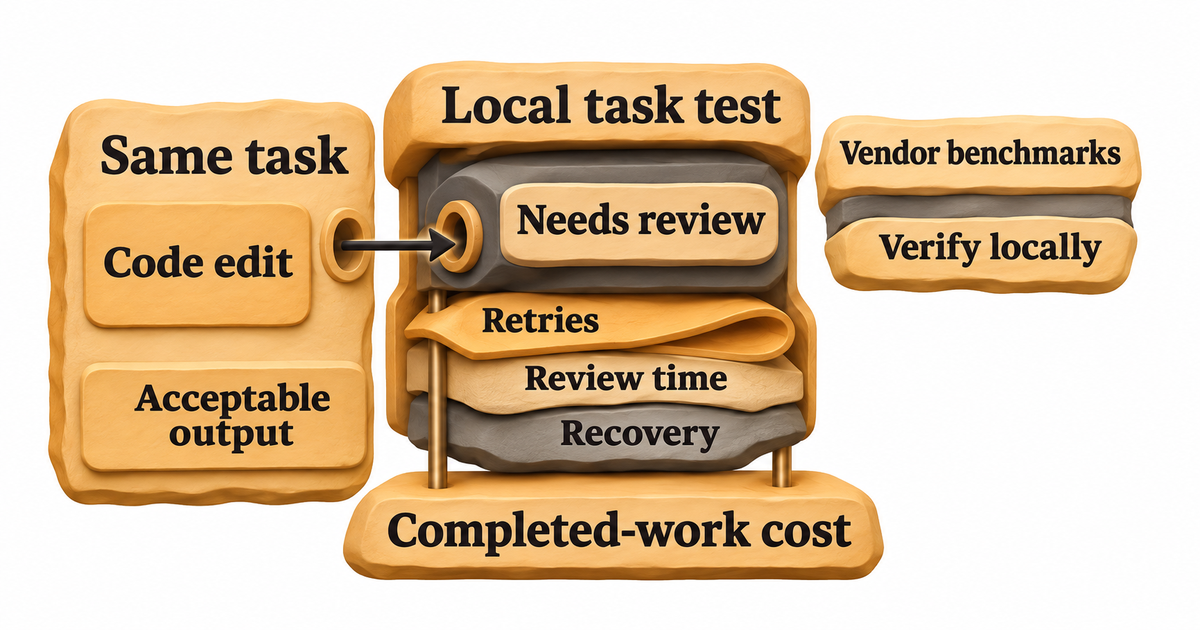 Same task
Code edit
Acceptable
output
Local task test
Needs review
Retries
Review time
Recovery
Completed-work cost
Vendor benchmarks
Verify locally